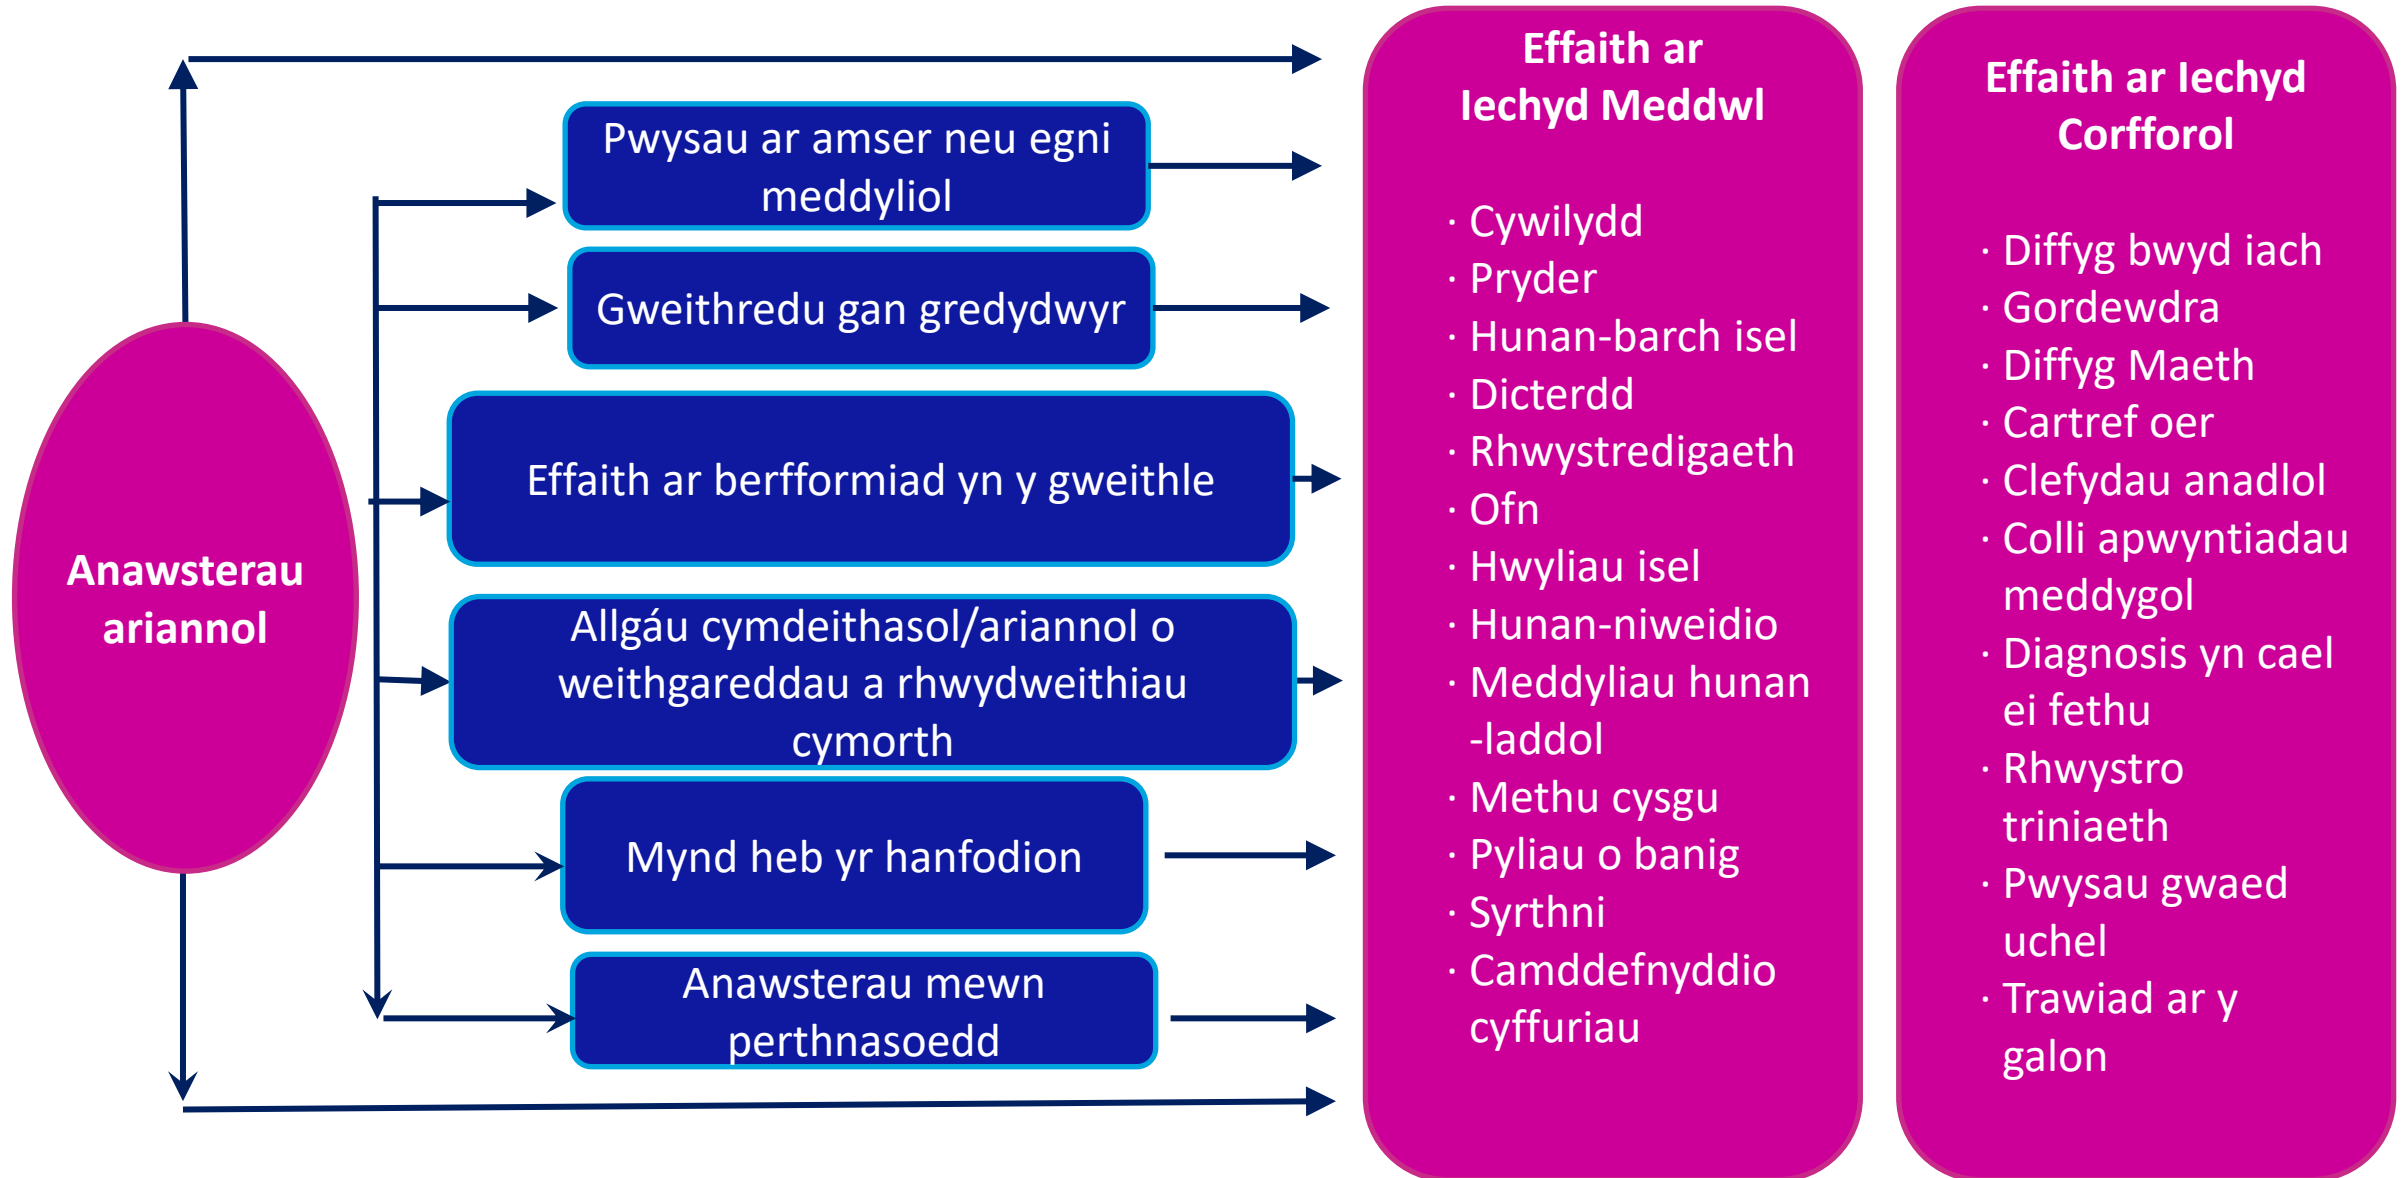 Anawsterau
ariannol
Pwysau ar amser neu egni
meddyliol
Gweithredu gan gredydwyr
Effaith ar berfformiad yn y gweithle
Allgáu cymdeithasol/ariannol o
weithgareddau a rhwydweithiau
cymorth
Mynd heb yr hanfodion
Anawsterau mewn
perthnasoedd
Effaith ar
Iechyd Meddwl
· Cywilydd
· Pryder
· Hunan-barch isel
· Dicterdd
· Rhwystredigaeth
· Ofn
· Hwyliau isel
· Hunan-niweidio
· Meddyliau hunan
-laddol
· Methu cysgu
· Pyliau o banig
· Syrthni
· Camddefnyddio
cyffuriau
Effaith ar Iechyd
Corfforol
· Diffyg bwyd iach
· Gordewdra
· Diffyg Maeth
· Cartref oer
· Clefydau anadlol
· Colli apwyntiadau
meddygol
· Diagnosis yn cael
ei fethu
· Rhwystro
triniaeth
· Pwysau gwaed
uchel
· Trawiad ar y
galon